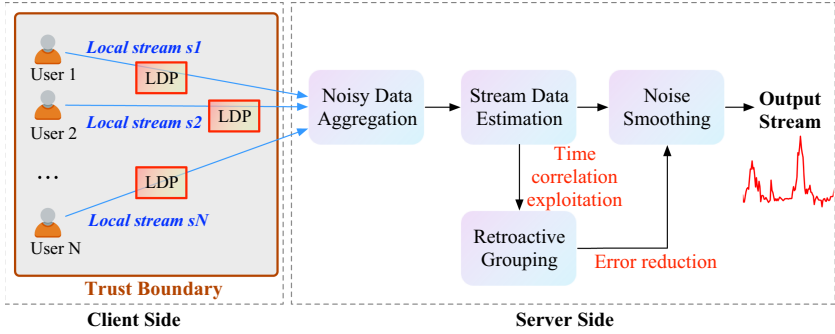 User 1
Local stream s1
LDP
User 2
Local stream s2
LDP
...
LDP
Local stream sN
User N
Trust Boundary
Client Side
Noisy Data
Aggregation
Stream Data
Estimation
Noise
Smoothing
Output
Stream
Time
correlation
exploitation
Retroactive
Grouping
Error reduction
Server Side